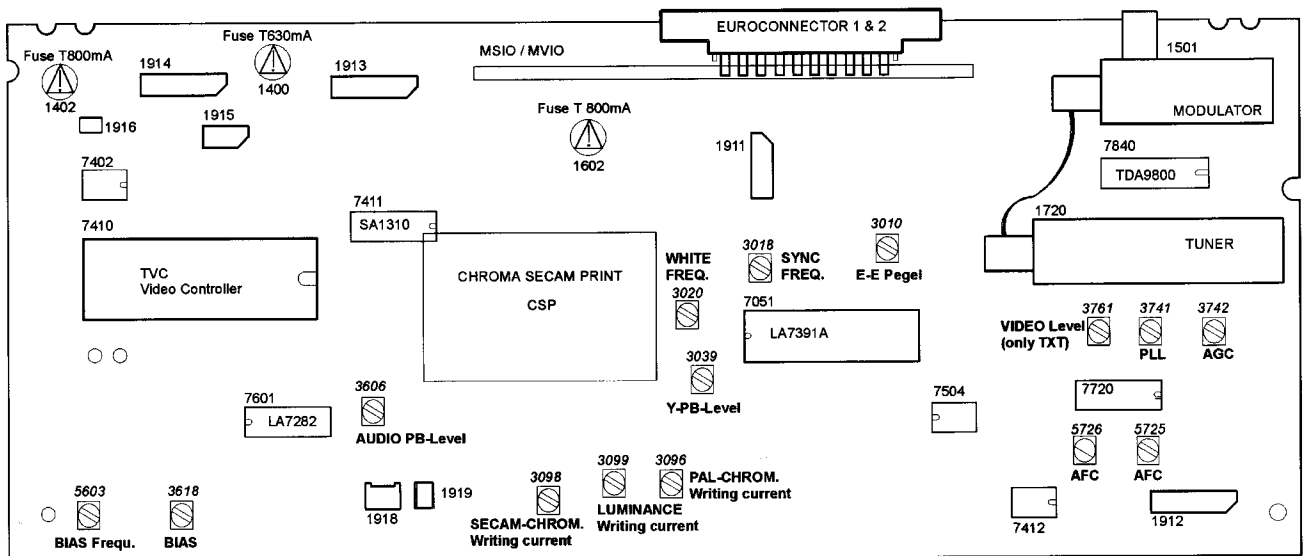 EUROCONNECTOR 1 & 2
Fuse T630mA
Fuse T800mA
1914
1913
MSIO / MVIO
1501
1402
1400
MODULATOR
Fuse T 800mA
1916
1915
1602
1911
7840
TDA9800
7402
7411
SA1310
1720
7410
3010
TUNER
TVC
Video Controller
CHROMA SECAM PRINT
CSP
WHITE
FREQ.
3018
SYNC
FREQ.
E-E Pegel
3020
7051
LA7391A
VIDEO Level
(only TXT)
3761
3741
PLL
3742
AGC
3039
Y-PB-Level
3606
7601
LA7282
AUDIO PB-Level
7504
7720
5726
AFC
5725
AFC
3098
SECAM-CHROM.
Writing current
3099
LUMINANCE
Writing current
3096
PAL-CHROM.
Writing current
5603
BIAS Frequ.
3618
BIAS
1918
1919
7412
1912